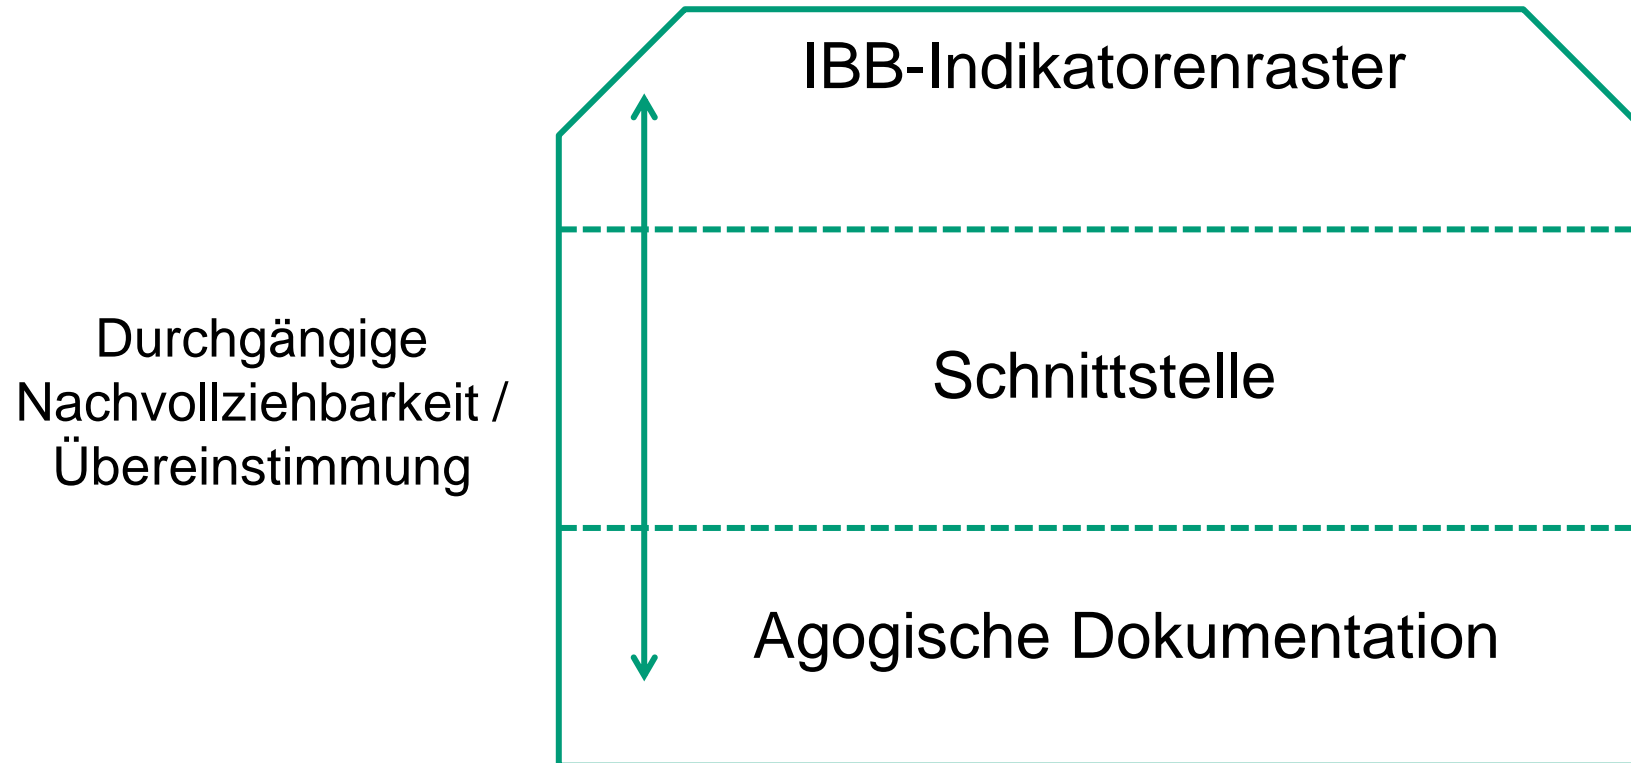 IBB-Indikatorenraster
Durchgängige
Nachvollziehbarkeit /
Übereinstimmung
Schnittstelle
Agogische Dokumentation